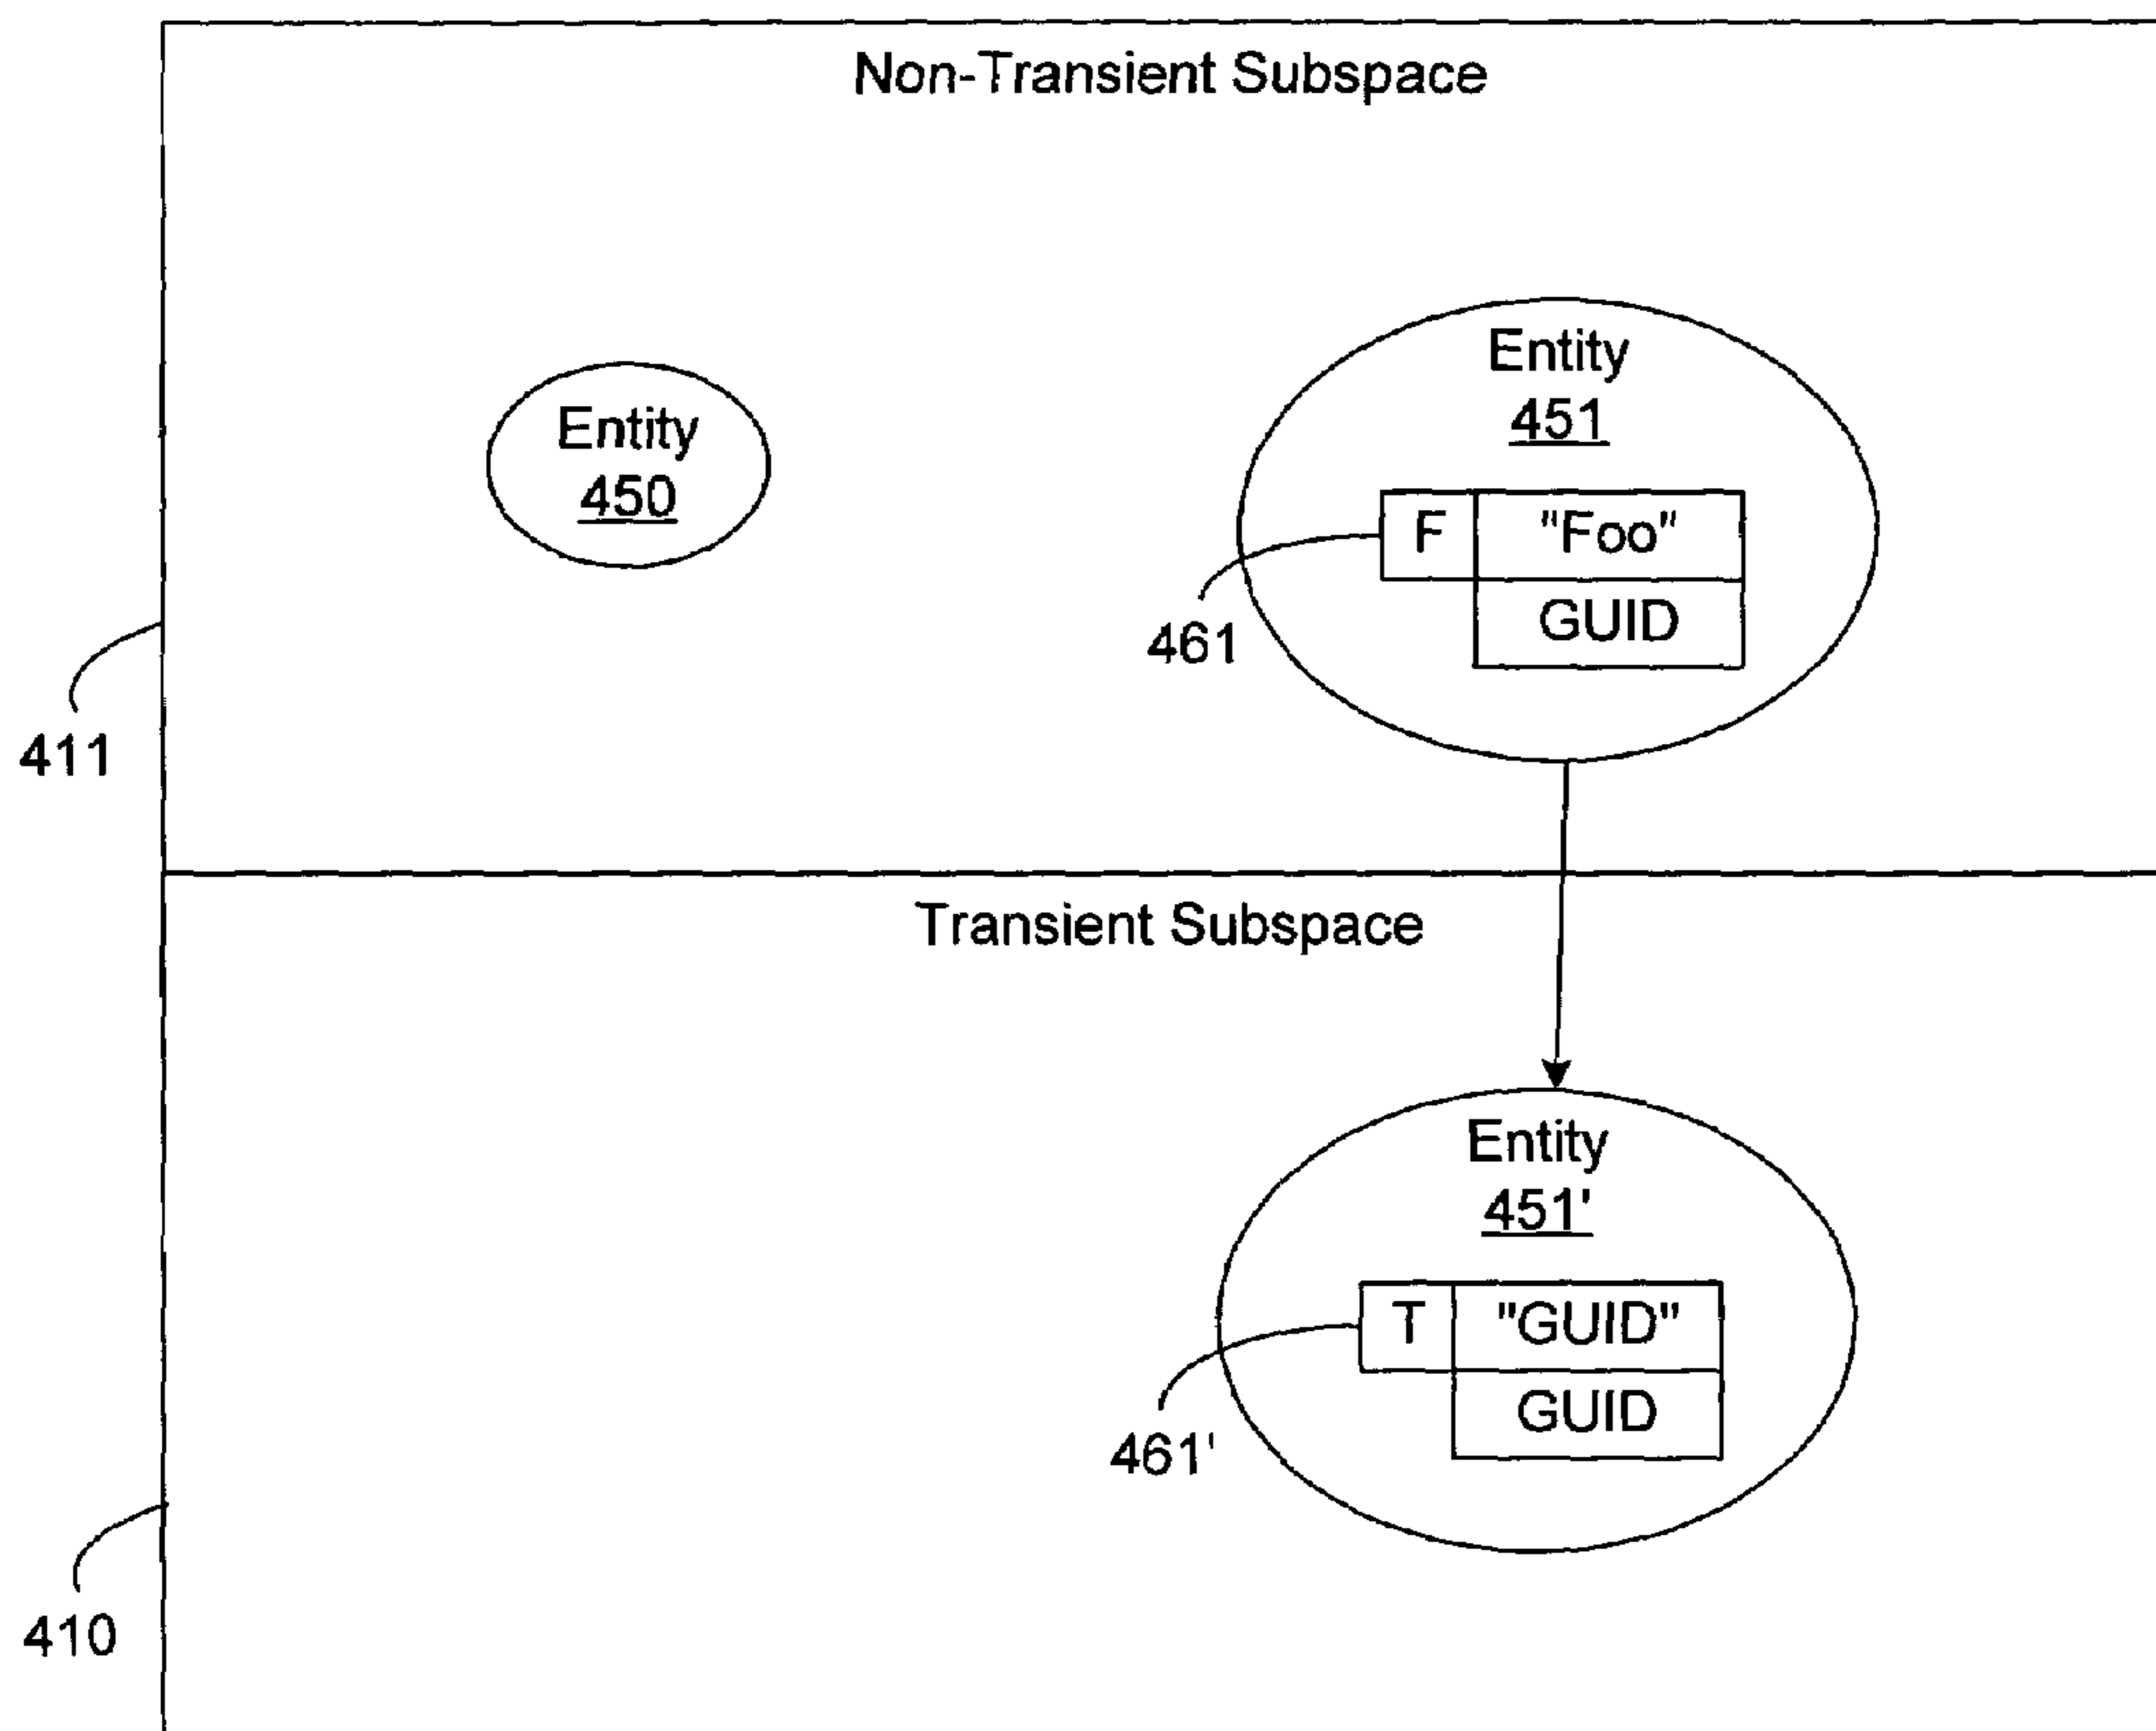 Non-Transient Subspace
Entity
451
Entity
450
F "Foo"
GUID
461
411
Transient Subspace
Entity
451'
T "GUID"
GUID
461'
410